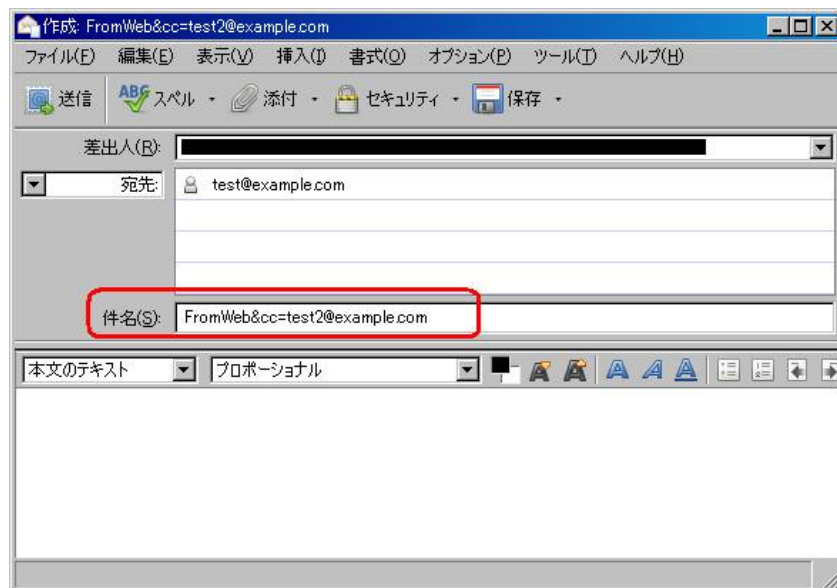 作成: FromWeb&cc=test2@example.com
ファイル(F) 編集(E) 表示(V) 挿入(I) 書式(O) オプション(P) ツール(T) ヘルプ(H)
送信 ABC スペル 添付 セキュリティ 保存
差出人(R):
宛先: test@example.com
件名(S): FromWeb&cc=test2@example.com
本文のテキスト プロポーショナル A A A A A